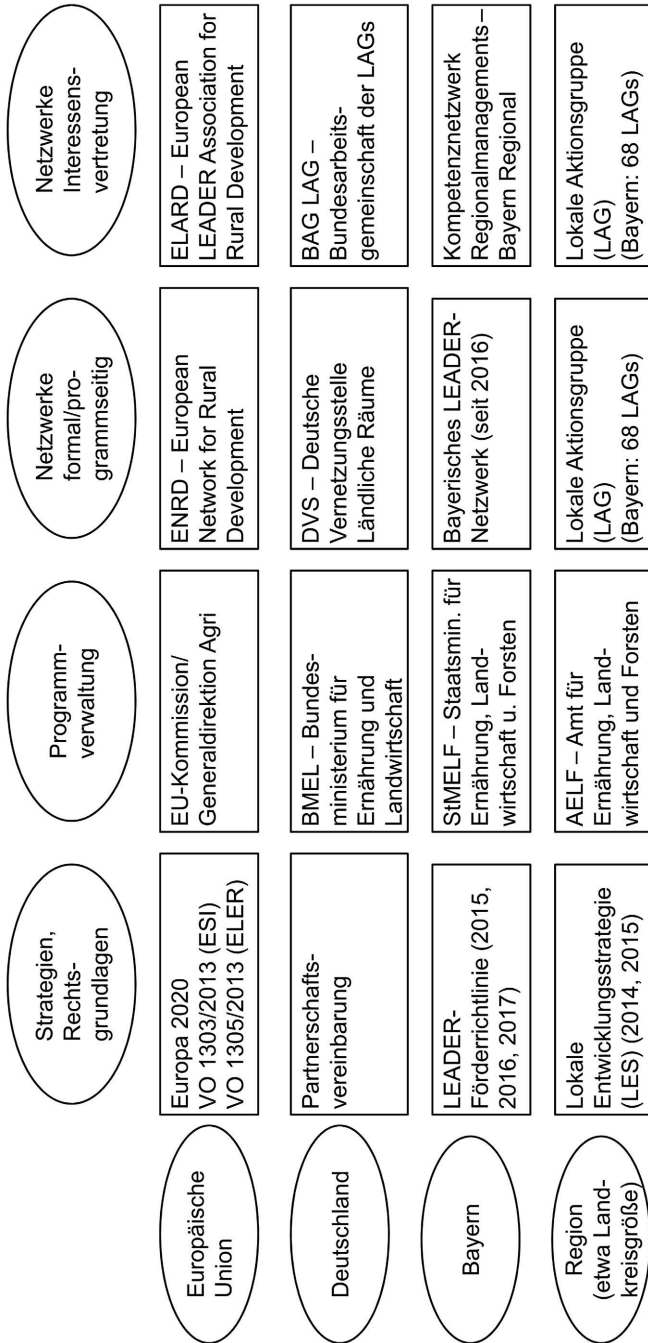 Strategien,
Rechts-
grundlagen
Programm-
verwaltung
Netzwerke
formal/pro-
grammseitig
Netzwerke
Interessens-
vertretung
Europäische
Union
Europa 2020
VO 1303/2013 (ESI)
VO 1305/2013 (ELER)
EU-Kommission/
Generaldirektion Agri
ENRD – European
Network for Rural
Development
ELARD – European
LEADER Association for
Rural Development
Deutschland
Partnerschafts-
vereinbarung
BMEL – Bundes-
ministerium für
Ernährung und
Landwirtschaft
DVS – Deutsche
Vernetzungsstelle
Ländliche Räume
BAG LAG –
Bundesarbeits-
gemeinschaft der LAGs
Bayern
LEADER-
Förderrichtlinie (2015,
2016, 2017)
StMELF – Staatsmin. für
Ernährung, Land-
wirtschaft u. Forsten
Bayerisches LEADER-
Netzwerk (seit 2016)
Kompetenznetzwerk
Regionalmanagements –
Bayern Regional
Region
(etwa Land-
kreisgröße)
Lokale
Entwicklungsstrategie
(LES) (2014, 2015)
AELF – Amt für
Ernährung, Land-
wirtschaft und Forsten
Lokale Aktionsgruppe
(LAG)
(Bayern: 68 LAGs)
Lokale Aktionsgruppe
(LAG)
(Bayern: 68 LAGs)